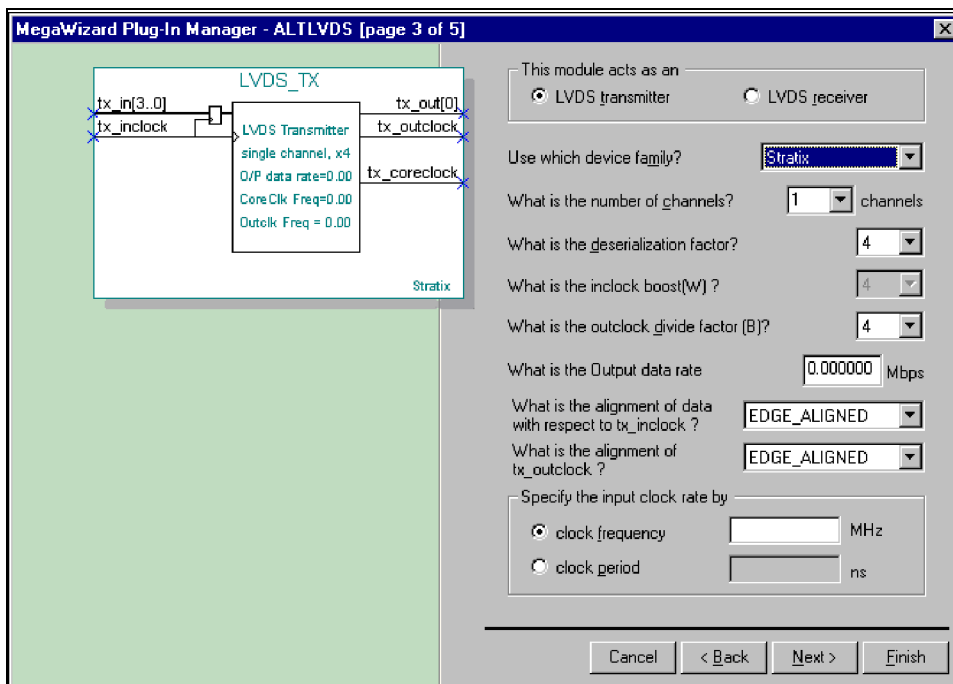 MegaWizard Plug-In Manager - ALTLVDS [page 3 of 5]
LVDS_TX
tx_in[3..0]
tx_inclock
tx_out[0]
tx_outclock
tx_coreclock
LVDS Transmitter
single channel, x4
O/P data rate=0.00
CoreClk Freq=0.00
Outclk Freq = 0.00
Stratix
This module acts as an
LVDS transmitter
LVDS receiver
Use which device family?
Stratix
What is the number of channels?
1
channels
What is the deserialization factor?
4
What is the inclock boost(W) ?
4
What is the outclock divide factor (B)?
4
What is the Output data rate
0.000000
Mbps
What is the alignment of data
with respect to tx_inclock ?
EDGE_ALIGNED
What is the alignment of
tx_outclock ?
EDGE_ALIGNED
Specify the input clock rate by
clock frequency
MHz
clock period
ns
Cancel
< Back
Next >
Finish